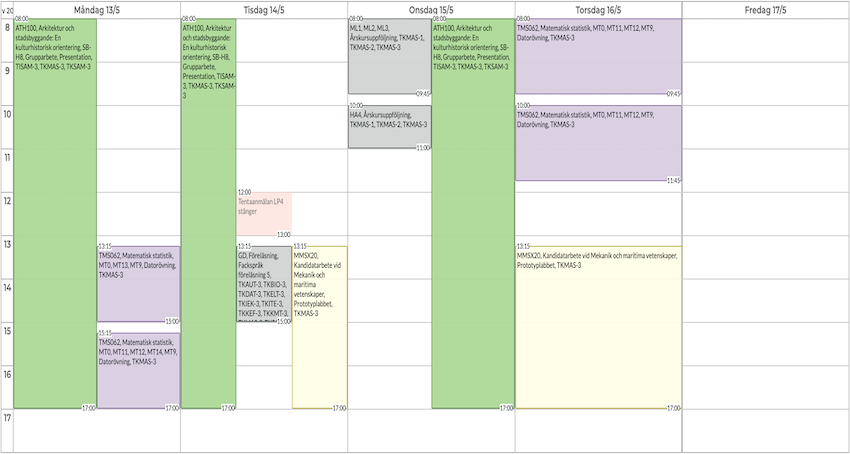 v 20
Måndag 13/5
Tisdag 14/5
Onsdag 15/5
Torsdag 16/5
Fredag 17/5
8
9
10
11
12
13
14
15
16
17
08:00
ATH100, Arkitektur och
stadsbyggande: En
kulturhistorisk orientering, SB-
H8, Grupparbete, Presentation,
TISAM-3, TKMAS-3, TKSAM-3
17:00
13:15
TMS062, Matematisk statistik,
MT0, MT13, MT9, Datorövning,
TKMAS-3
15:00
15:15
TMS062, Matematisk statistik,
MT0, MT11, MT12, MT14, MT9,
Datorövning, TKMAS-3
17:00
08:00
ATH100, Arkitektur
och
stadsbyggande:
En kulturhistorisk
orientering, SB-H8,
Grupparbete,
Presentation, TISAM-
3, TKMAS-3, TKSAM-
3
17:00
12:00
Tentaanmälan LP4
stänger
13:00
13:15
GD, Föreläsning,
Fackspråk
föreläsning 5,
TKAUT-3, TKBIO-3,
TKDAT-3, TKELT-3,
TKIEK-3, TKITE-3,
TKKEF-3, TKKMT-3,
15:00
13:15
MMSX20,
Kandidatarbete vid
Mekanik och
maritima
vetenskaper,
Prototyplabbet,
TKMAS-3
17:00
08:00
ML1, ML2, ML3,
Årskursuppföljning, TKMAS-1,
TKMAS-2, TKMAS-3
09:45
10:00
HA4, Årskursuppföljning,
TKMAS-1, TKMAS-2, TKMAS-3
11:00
08:00
ATH100, Arkitektur och
stadsbyggande: En
kulturhistorisk orientering, SB-
H8, Grupparbete, Presentation,
TISAM-3, TKMAS-3, TKSAM-3
17:00
08:00
TMS062, Matematisk statistik, MT0, MT11, MT12, MT9,
Datorövning, TKMAS-3
09:45
10:00
TMS062, Matematisk statistik, MT0, MT11, MT12, MT9,
Datorövning, TKMAS-3
11:45
13:15
MMSX20, Kandidatarbete vid Mekanik och maritima vetenskaper,
Prototyplabbet, TKMAS-3
17:00